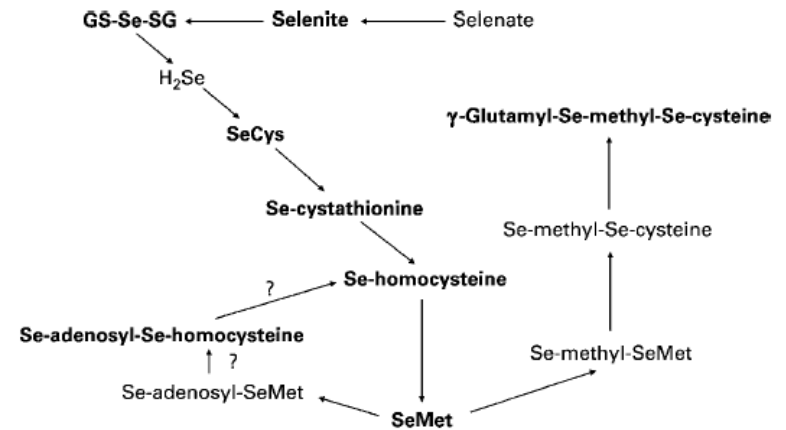 GS-Se-SG Selenite Selenate
H₂Se
SeCys
γ-Glutamyl-Se-methyl-Se-cysteine
Se-cystathionine
Se-methyl-Se-cysteine
Se-homocysteine
?
Se-adenosyl-Se-homocysteine
?
Se-methyl-SeMet
Se-adenosyl-SeMet
SeMet